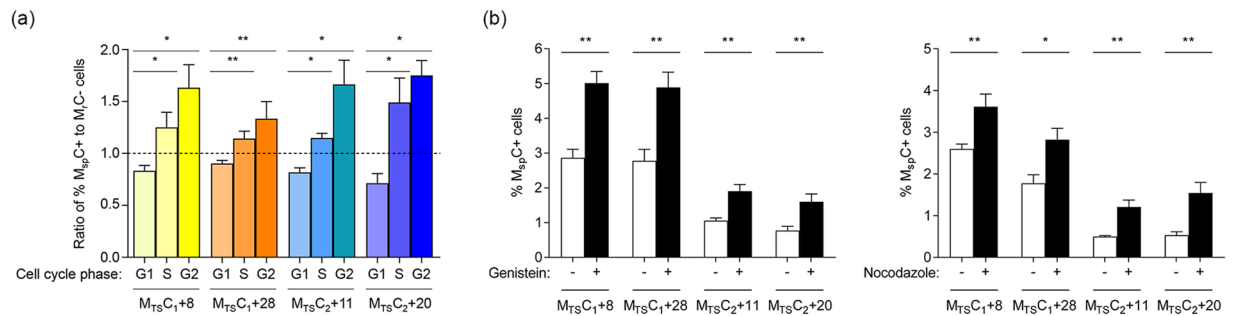 (a)
* ** * *
* ** * *
Ratio of % MspC+ to MrC- cells
2.0
1.5
1.0
0.5
0.0
Cell cycle phase: G1 S G2 G1 S G2 G1 S G2 G1 S G2
MTSC1+8 MTSC1+28 MTSC2+11 MTSC2+20
(b)
** ** ** **
% MspC+ cells
6
5
4
3
2
1
0
Genistein: - + - + - + - +
MTSC1+8 MTSC1+28 MTSC2+11 MTSC2+20
** * ** **
% MspC+ cells
5
4
3
2
1
0
Nocodazole: - + - + - + - +
MTSC1+8 MTSC1+28 MTSC2+11 MTSC2+20